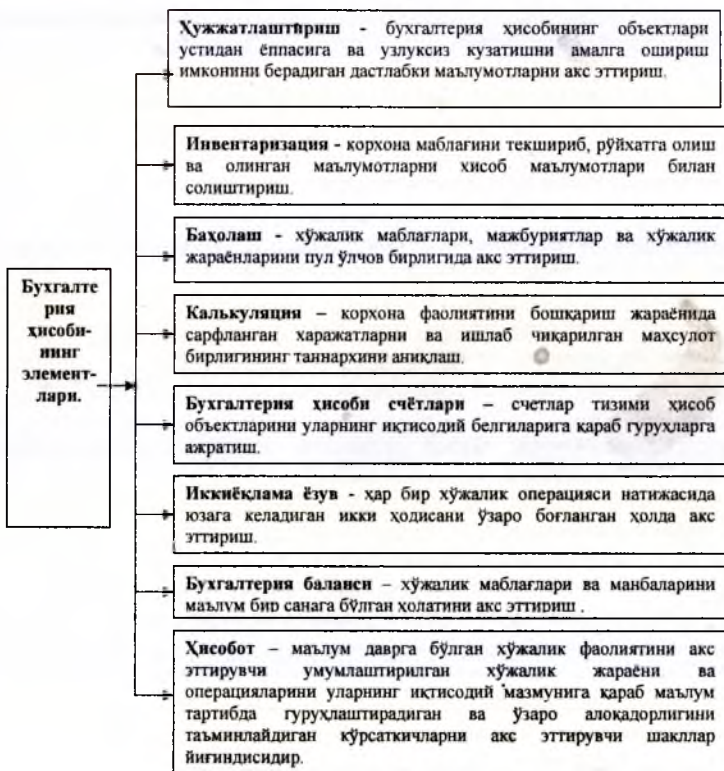 Ҳужжатлаштириш - бухгалтерия ҳисобининг объектлари
устидан ёппасига ва узлуксиз кузатишни амалга ошириш
имконини берадиган дастлабки маълумотларни акс эттириш.
Инвентаризация - корхона маблағини текшириб, рўйхатга олиш
ва олинган маълумотларни хисоб маълумотлари билан
солиштириш.
Баҳолаш - хўжалик маблағлари, мажбуриятлар ва хўжалик
жараёнларини пул ўлчов бирлигида акс эттириш.
Бухгалте
рия
ҳисоби-
нинг
элемент-
лари.
Калькуляция – корхона фаолиятини бошқариш жараёнида
сарфланган харажатларни ва ишлаб чиқарилган маҳсулот
бирлигининг таннархини аниқлаш.
Бухгалтерия ҳисоби счётлари – счетлар тизими ҳисоб
объектларини уларнинг иқтисодий белгиларига қараб гуруҳларга
ажратиш.
Иккиёқлама ёзув - ҳар бир хўжалик операцияси натижасида
юзага келадиган икки ҳодисани ўзаро боғланган ҳолда акс
эттириш.
Бухгалтерия баланси – хўжалик маблағлари ва манбаларини
маълум бир санага бўлган ҳолатини акс эттириш .
Ҳисобот – маълум даврга бўлган хўжалик фаолиятини акс
эттирувчи умумлаштирилган хўжалик жараёни ва
операцияларини уларнинг иқтисодий мазмунига қараб маълум
тартибда гуруҳлаштирадиган ва ўзаро алоқадорлигини
таъминлайдиган кўрсаткичларни акс эттирувчи шакллар
йиғиндисидир.